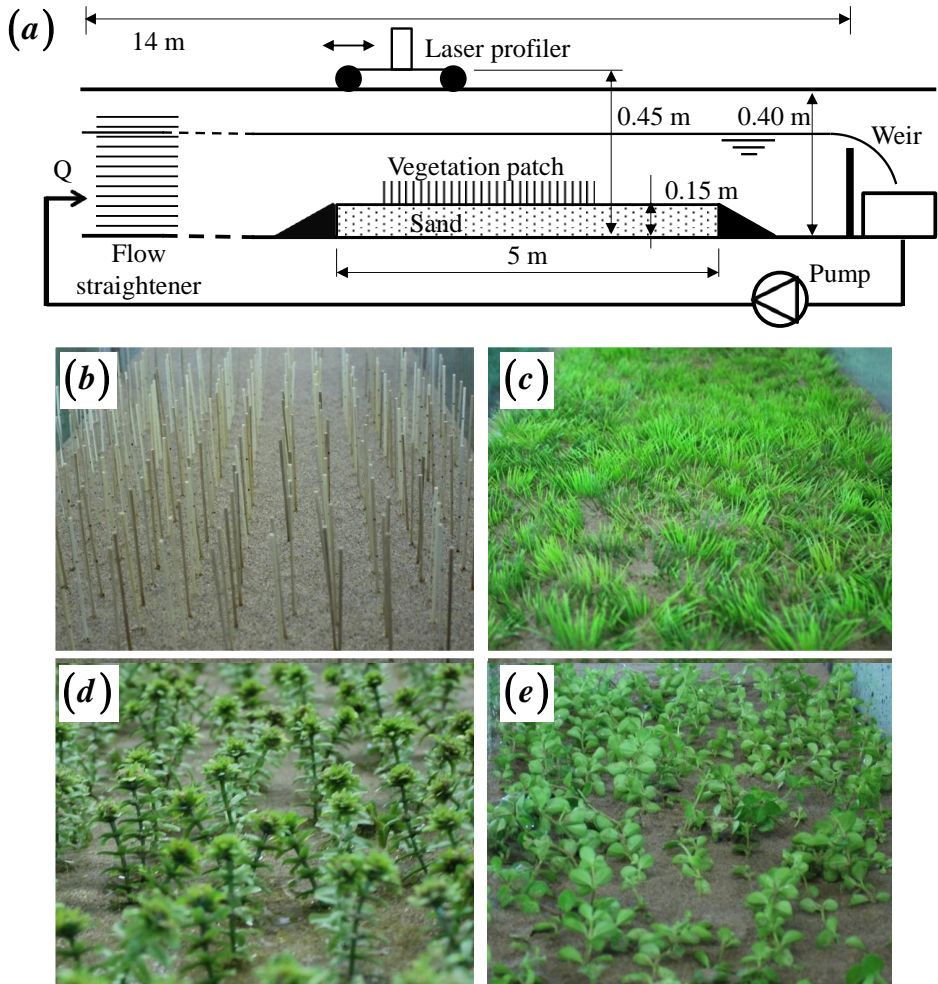 (a)
14 m
Laser profiler
0.45 m
0.40 m
Weir
Q
Vegetation patch
0.15 m
Sand
Flow
straightener
5 m
Pump
(b)
(c)
(d)
(e)